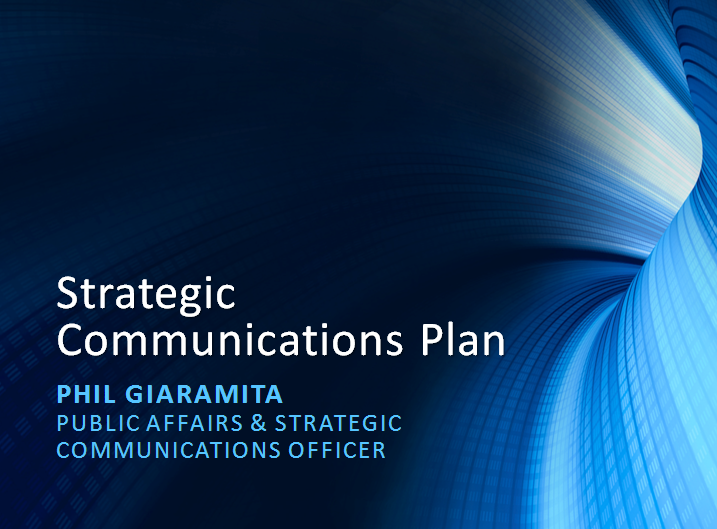 Strategic
Communications Plan
PHIL GIARAMITA
PUBLIC AFFAIRS & STRATEGIC
COMMUNICATIONS OFFICER